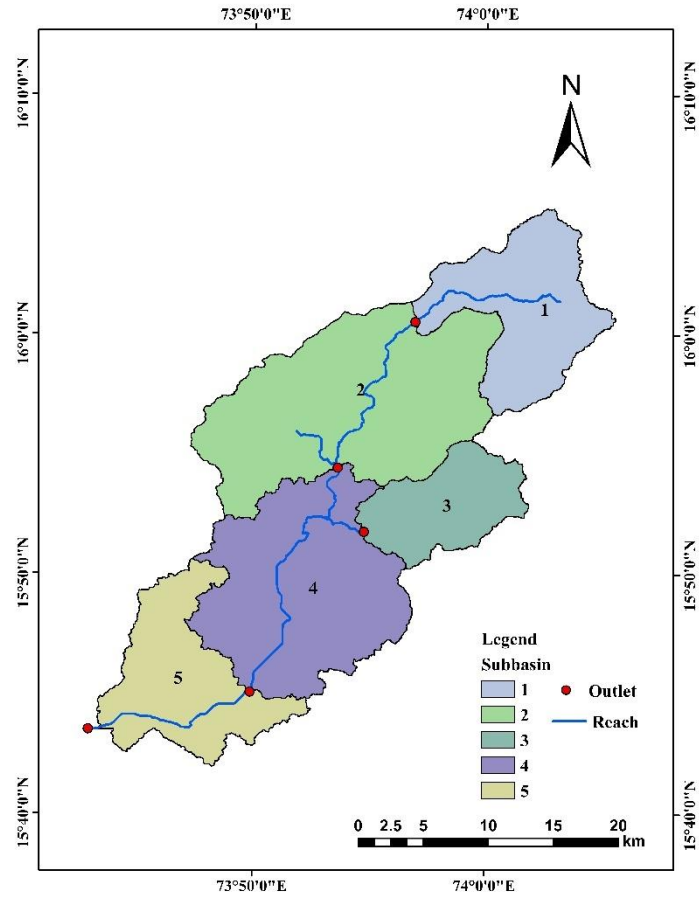 73°50'0"E 74°0'0"E
16°10'0"N 16°10'0"N
N
1
16°0'0"N 16°0'0"N
2
3
15°50'0"N 15°50'0"N
4
5
Legend
Subbasin
1 Outlet
2 Reach
3
4
5
15°40'0"N 15°40'0"N
0 2.5 5 10 15 20
km
73°50'0"E 74°0'0"E